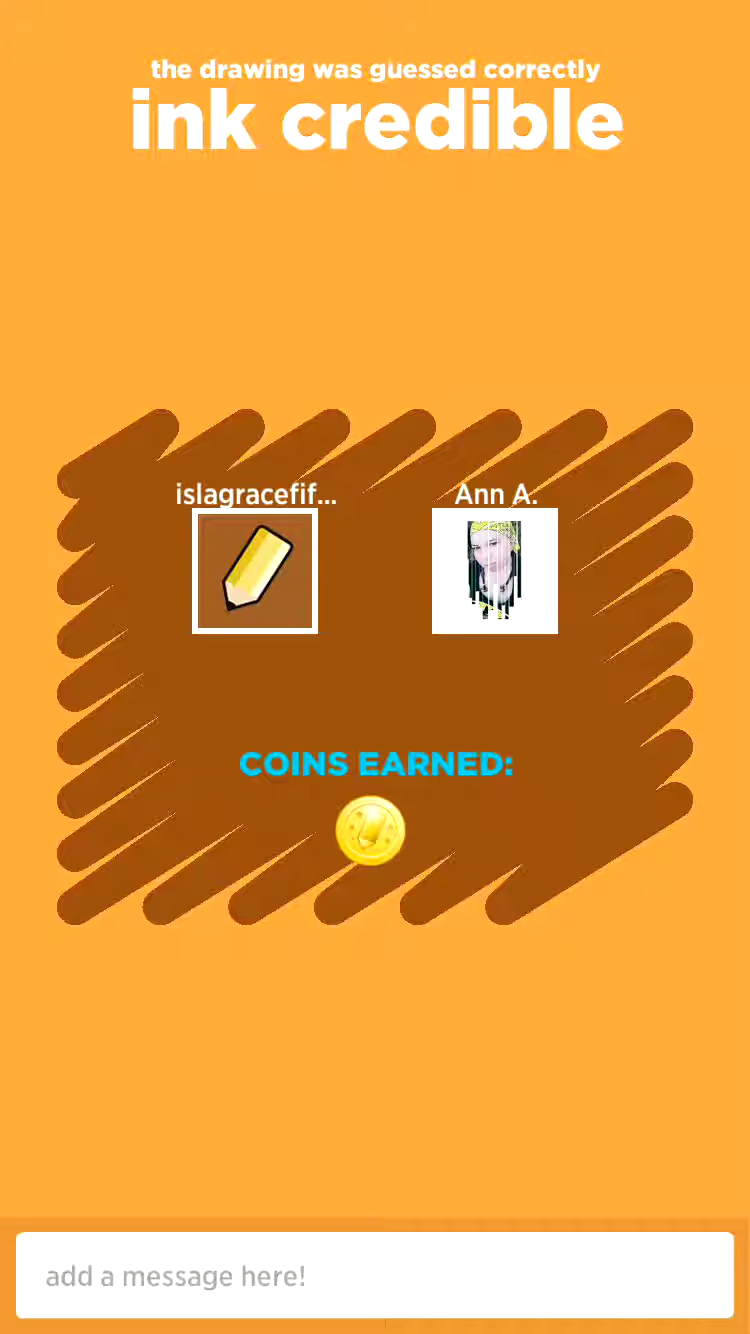 the drawing was guessed correctly
ink credible
islagracefif...
Ann A.
COINS EARNED:
add a message here!